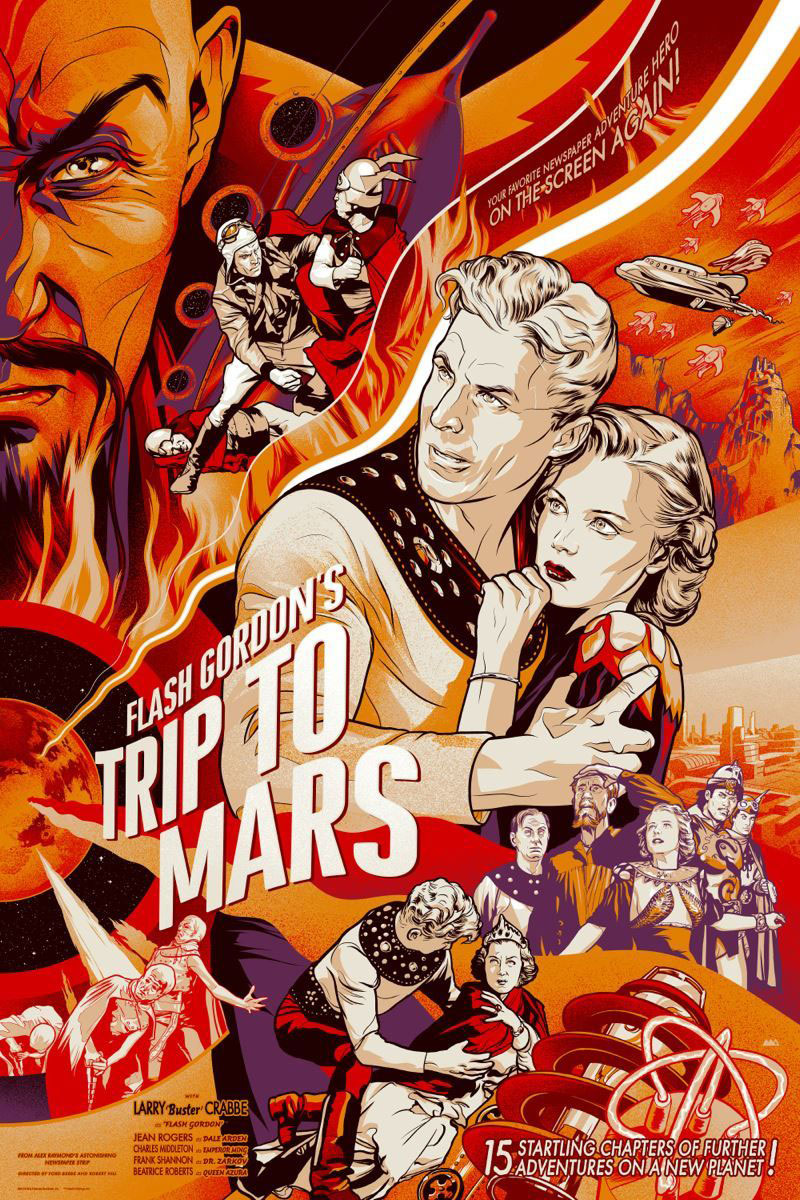 YOUR FAVORITE NEWSPAPER ADVENTURE HERO
ON THE SCREEN AGAIN!
FLASH GORDON'S
TRIP TO
MARS
WITH
LARRY "Buster" CRABBE
as "FLASH GORDON"
JEAN ROGERS as DALE ARDEN
CHARLES MIDDLETON as EMPEROR MING
FRANK SHANNON as DR. ZARKOV
BEATRICE ROBERTS as QUEEN AZURA
FROM ALEX RAYMOND'S ASTONISHING
NEWSPAPER STRIP
DIRECTED BY FORD BEEBE AND ROBERT HILL
15 STARTLING CHAPTERS OF FURTHER
ADVENTURES ON A NEW PLANET!